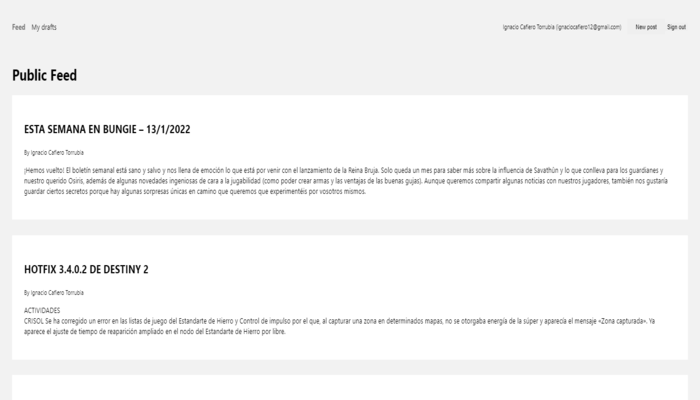 Feed My drafts
Ignacio Cafiero Torrubia (ignaciocafiero12@gmail.com) New post Sign out
Public Feed
ESTA SEMANA EN BUNGIE – 13/1/2022
By Ignacio Cafiero Torrubia
¡Hemos vuelto! El boletín semanal está sano y salvo y nos llena de emoción lo que está por venir con el lanzamiento de la Reina Bruja. Solo queda un mes para saber más sobre la influencia de Savathûn y lo que conlleva para los guardianes y
nuestro querido Osiris, además de algunas novedades ingeniosas de cara a la jugabilidad (como poder crear armas y las ventajas de las buenas gujas). Aunque queremos compartir algunas noticias con nuestros jugadores, también nos gustaría
guardar ciertos secretos porque hay algunas sorpresas únicas en camino que queremos que experimentéis por vosotros mismos.
HOTFIX 3.4.0.2 DE DESTINY 2
By Ignacio Cafiero Torrubia
ACTIVIDADES
CRISOL Se ha corregido un error en las listas de juego del Estandarte de Hierro y Control de impulso por el que, al capturar una zona en determinados mapas, no se otorgaba energía de la súper y aparecía el mensaje «Zona capturada». Ya
aparece el ajuste de tiempo de reaparición ampliado en el nodo del Estandarte de Hierro por libre.